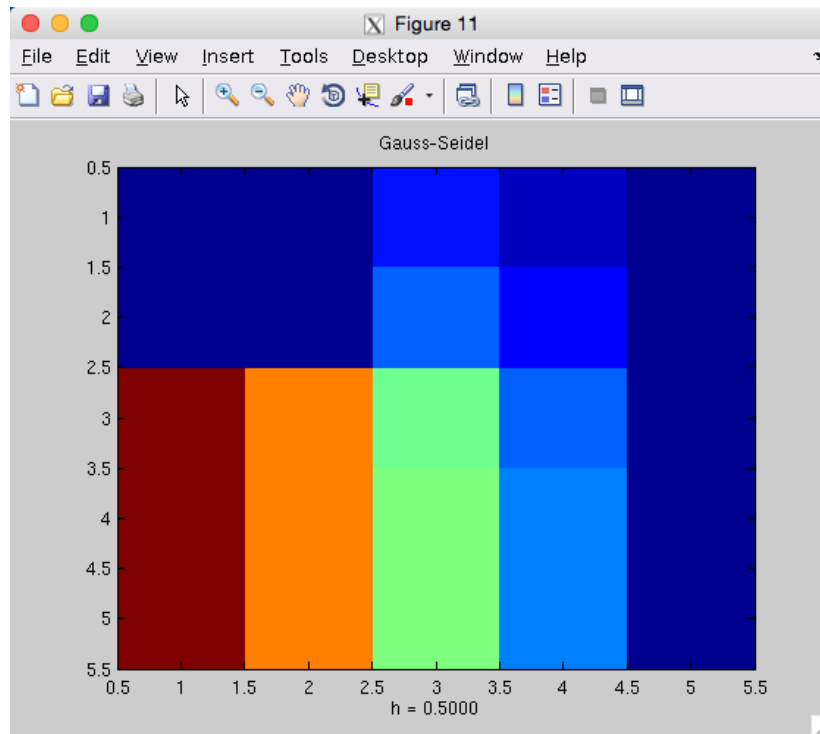 Figure 11
File Edit View Insert Tools Desktop Window Help
Gauss-Seidel
0.5
1
1.5
2
2.5
3
3.5
4
4.5
5
5.5
0.5 1 1.5 2 2.5 3 3.5 4 4.5 5 5.5
h = 0.5000